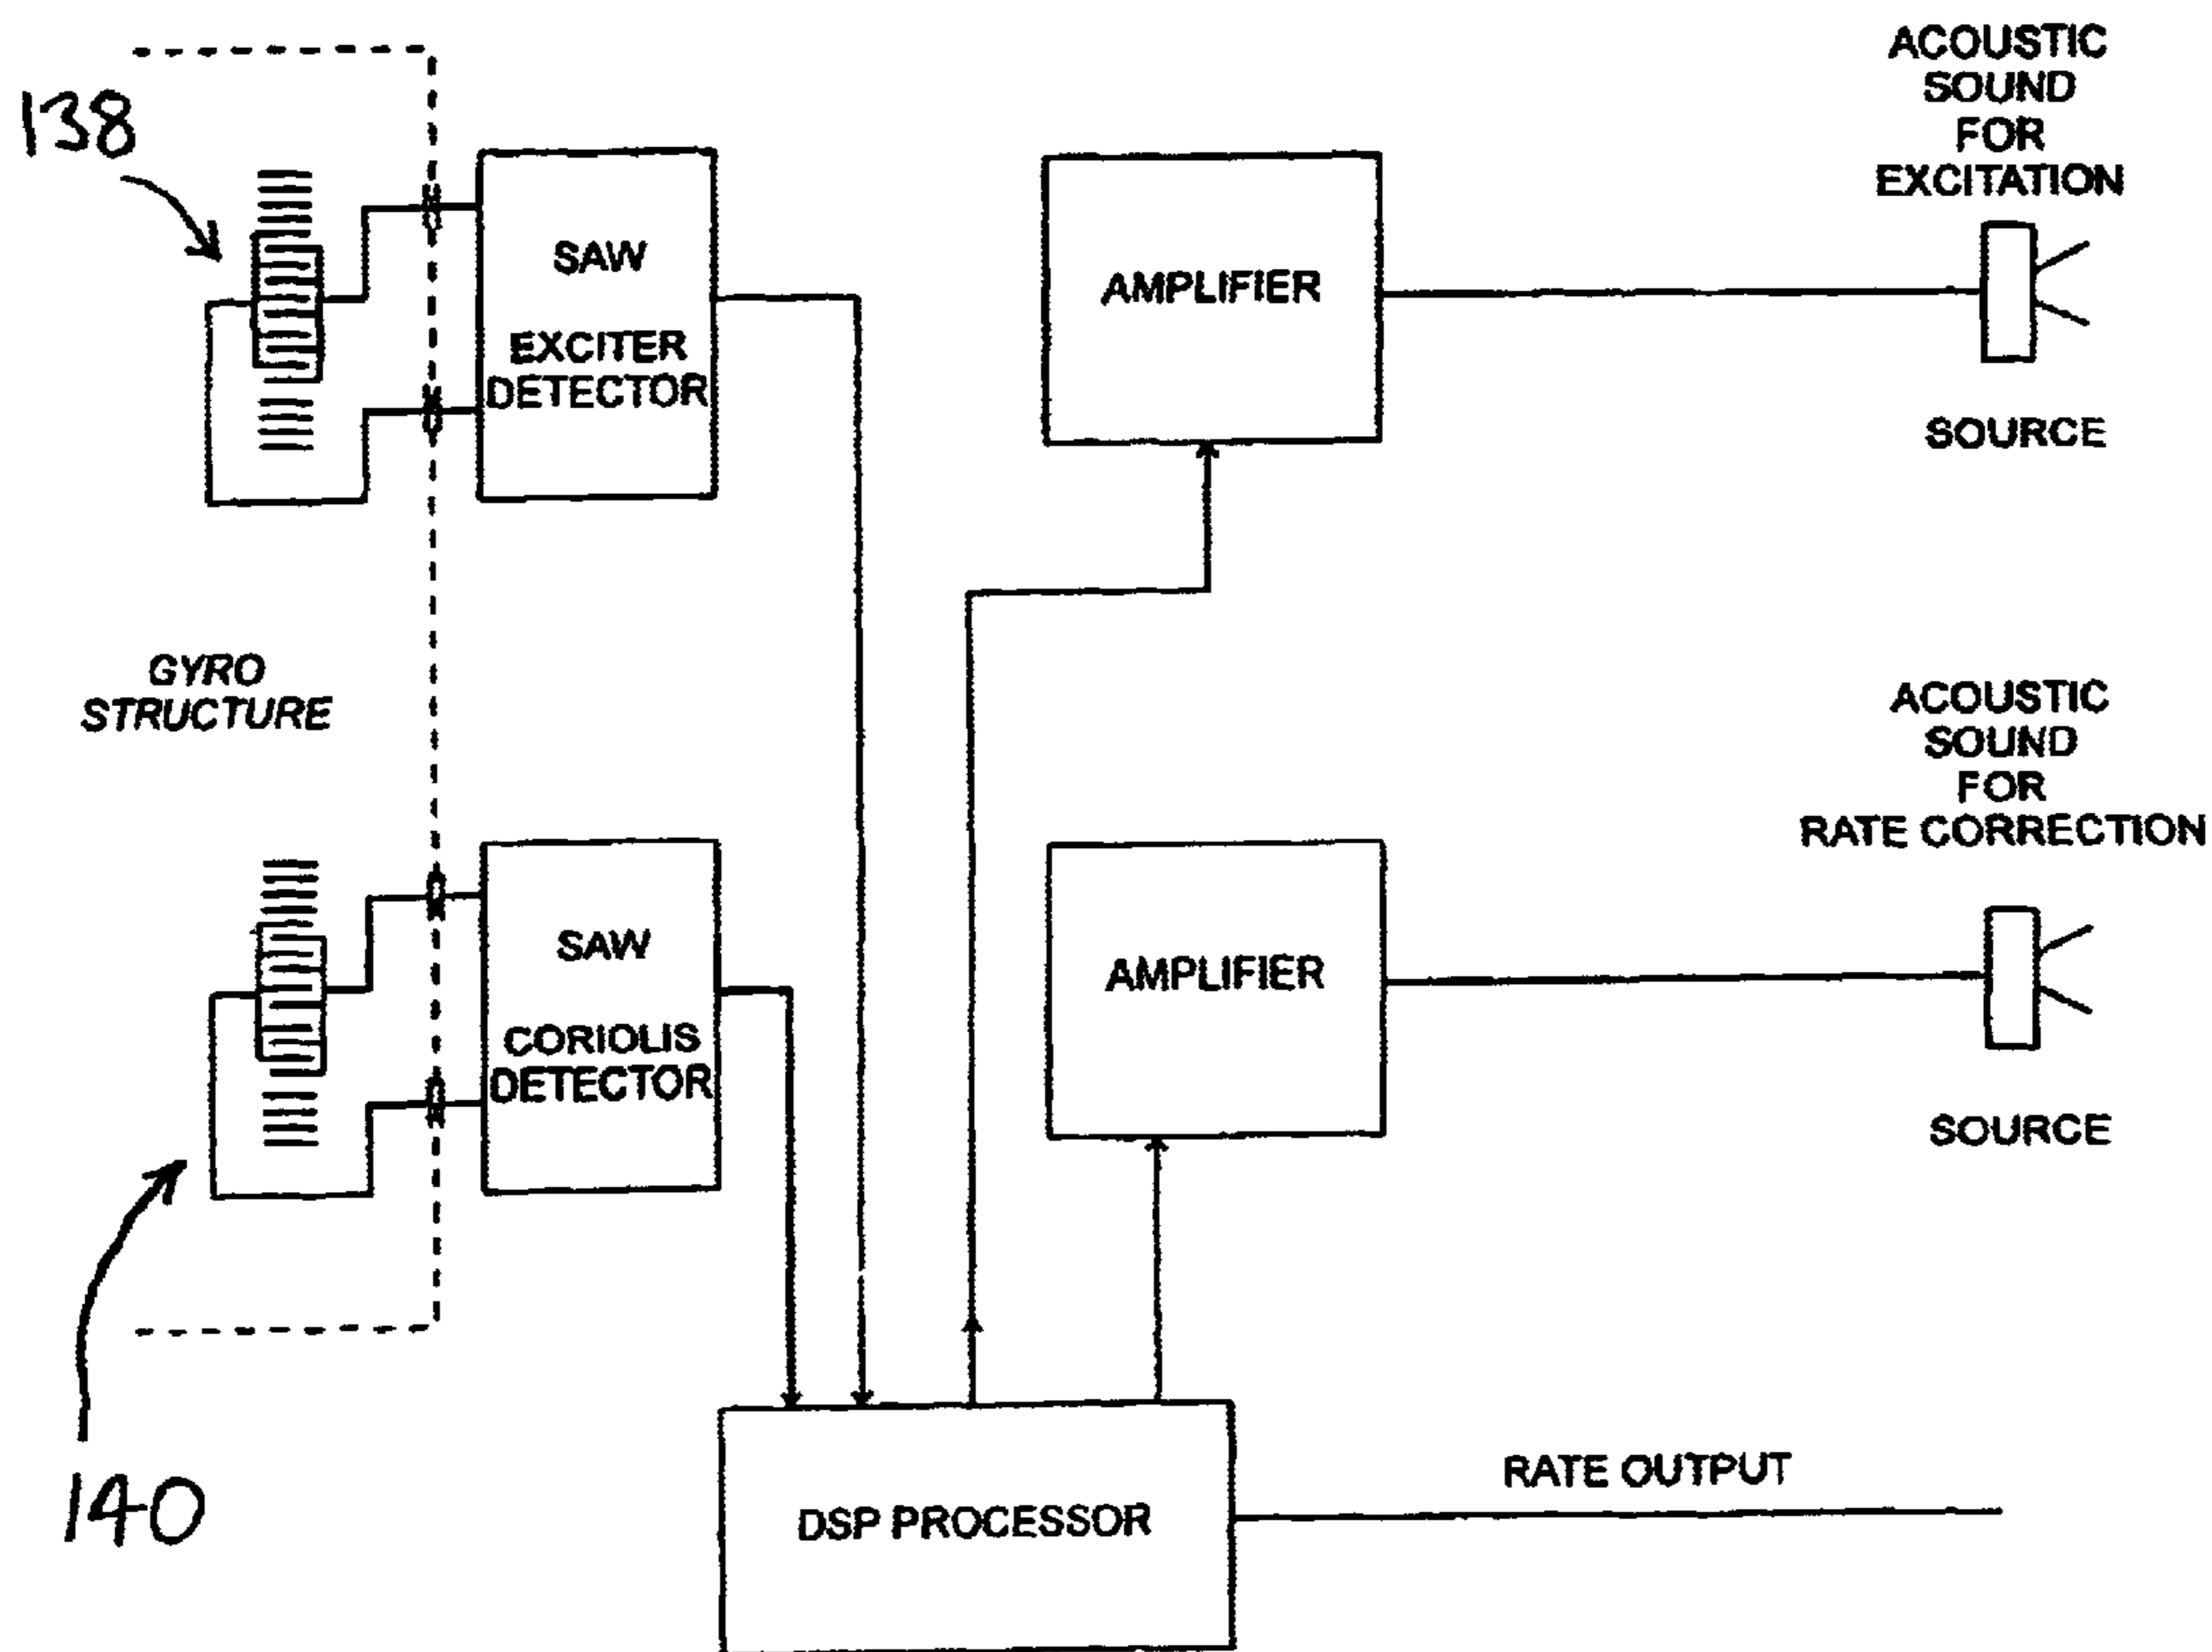 138
SAW
EXCITER
DETECTOR
AMPLIFIER
ACOUSTIC
SOUND
FOR
EXCITATION
SOURCE
GYRO
STRUCTURE
SAW
CORIOLIS
DETECTOR
AMPLIFIER
ACOUSTIC
SOUND
FOR
RATE CORRECTION
SOURCE
140
DSP PROCESSOR
RATE OUTPUT